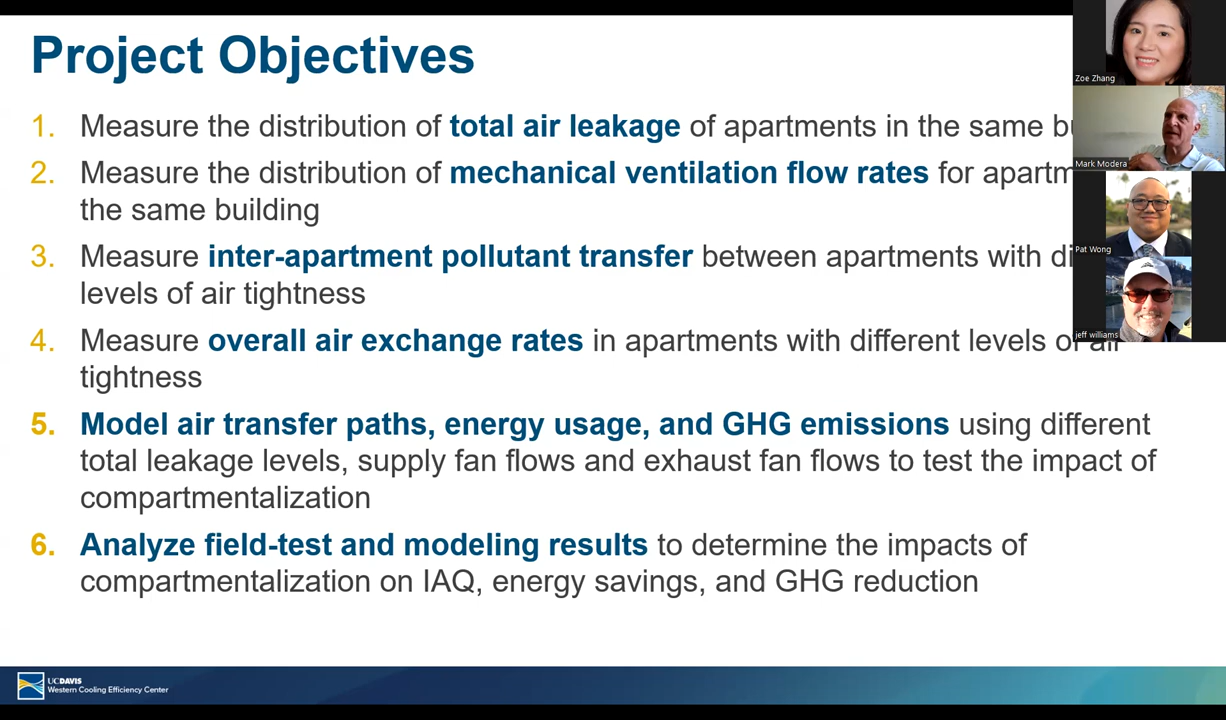 Project Objectives
1. Measure the distribution of total air leakage of apartments in the same
2. Measure the distribution of mechanical ventilation flow rates for
the same building
3. Measure inter-apartment pollutant transfer between apartments with
levels of air tightness
4. Measure overall air exchange rates in apartments with different levels of air
tightness
5. Model air transfer paths, energy usage, and GHG emissions using different
total leakage levels, supply fan flows and exhaust fan flows to test the impact of
compartmentalization
6. Analyze field-test and modeling results to determine the impacts of
compartmentalization on IAQ, energy savings, and GHG reduction
Zoe Zhang
Mark Modera
Pat Wong
jeff williams
UCDAVIS
Western Cooling Efficiency Center